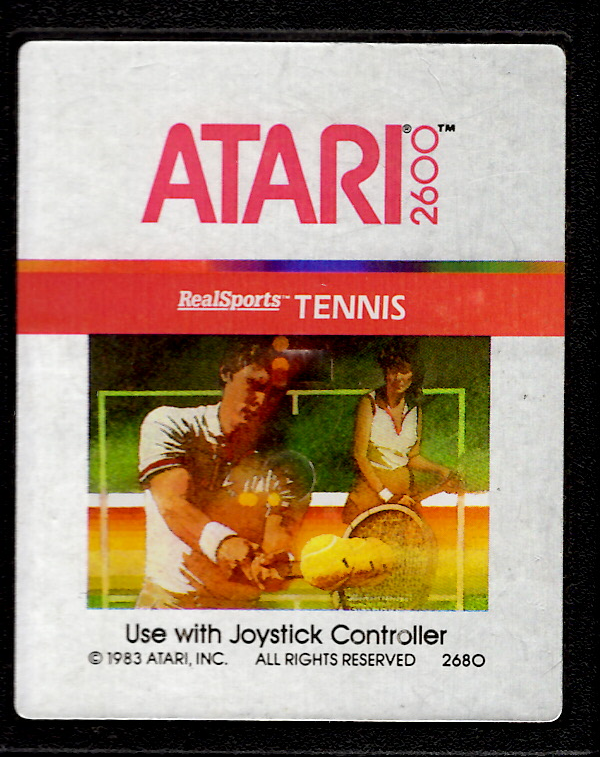 ATARI® 2600™
RealSports™ TENNIS
Use with Joystick Controller
© 1983 ATARI, INC. ALL RIGHTS RESERVED 2680